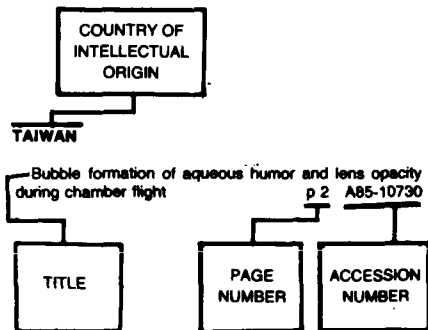 COUNTRY OF
INTELLECTUAL
ORIGIN
TAIWAN
Bubble formation of aqueous humor and lens opacity
during chamber flight p 2 A85-10730
TITLE
PAGE
NUMBER
ACCESSION
NUMBER